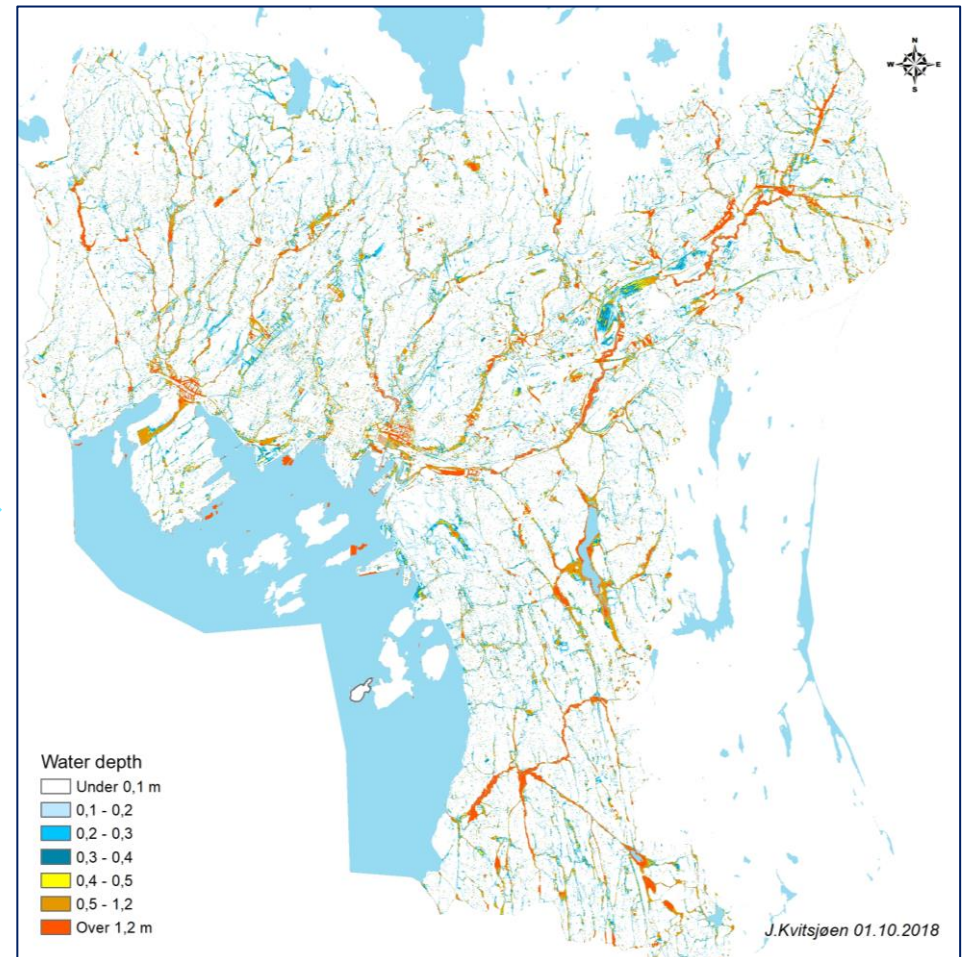 N
W E
S
Water depth
Under 0,1 m
0,1 - 0,2
0,2 - 0,3
0,3 - 0,4
0,4 - 0,5
0,5 - 1,2
Over 1,2 m
J.Kvitsjøen 01.10.2018